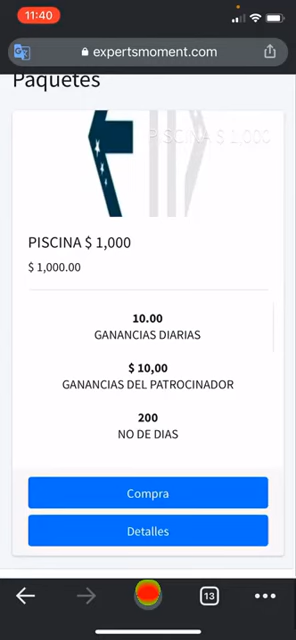 11:40
expertsmoment.com
Paquetes
PISCINA $ 1,000
PISCINA $ 1,000
$ 1,000.00
10.00
GANANCIAS DIARIAS
$ 10,00
GANANCIAS DEL PATROCINADOR
200
NO DE DIAS
Compra
Detalles
13